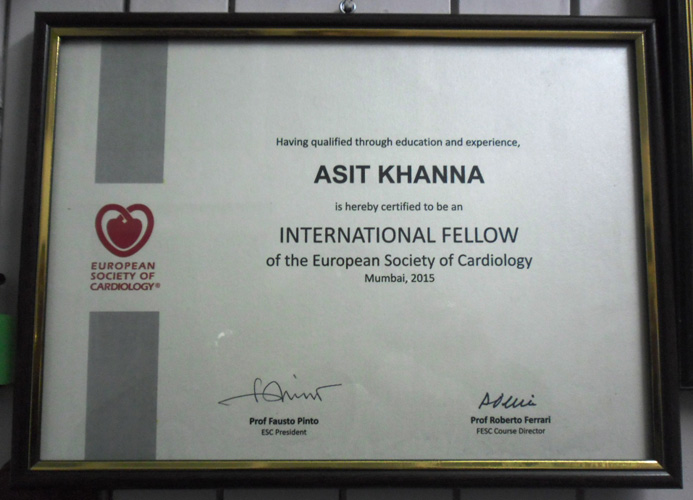 Having qualified through education and experience,
ASIT KHANNA
is hereby certified to be an
INTERNATIONAL FELLOW
of the European Society of Cardiology
Mumbai, 2015
EUROPEAN
SOCIETY OF
CARDIOLOGY®
Prof Fausto Pinto
ESC President
Prof Roberto Ferrari
FESC Course Director